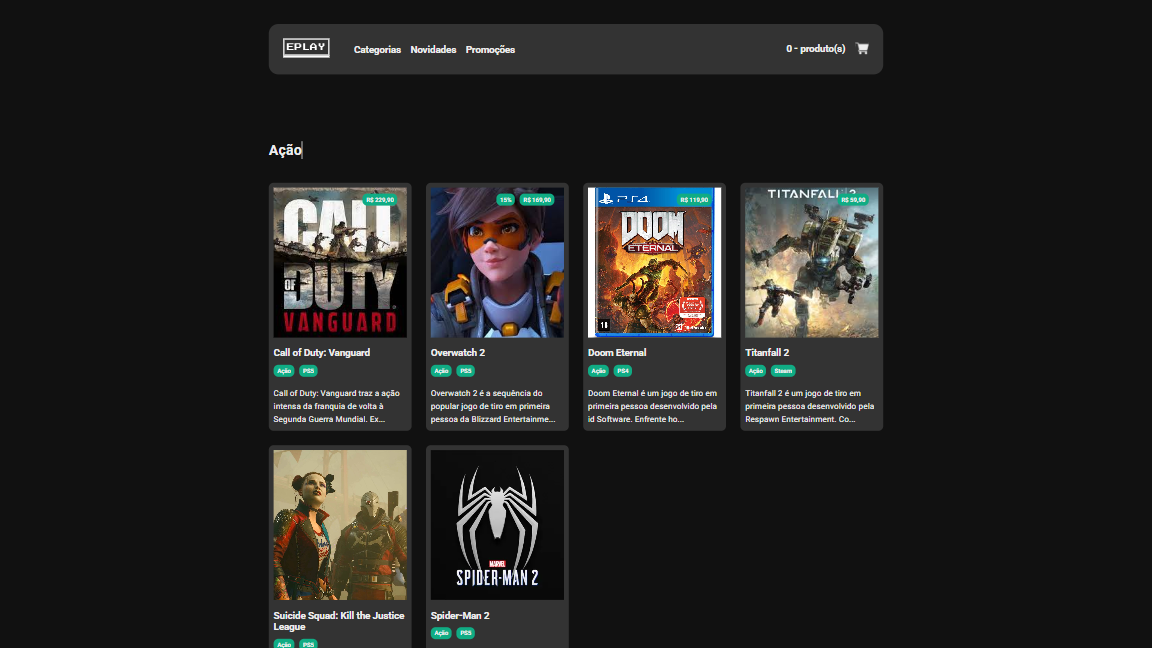 EPLAY
Categorias Novidades Promoções
0 - produto(s)
Ação
CALL
OF DUTY
VANGUARD
R$ 229,90
Call of Duty: Vanguard
Ação PS5
Call of Duty: Vanguard traz a ação
intensa da franquia de volta à
Segunda Guerra Mundial. Ex...
15% R$ 169,90
Overwatch 2
Ação PS5
Overwatch 2 é a sequência do
popular jogo de tiro em primeira
pessoa da Blizzard Entertainme...
PS4
R$ 119,90
DOOM
ETERNAL
18
Doom Eternal
Ação PS4
Doom Eternal é um jogo de tiro em
primeira pessoa desenvolvido pela
id Software. Enfrente ho...
TITANFALL 2
R$ 59,90
Titanfall 2
Ação Steam
Titanfall 2 é um jogo de tiro em
primeira pessoa desenvolvido pela
Respawn Entertainment. Co...
Suicide Squad: Kill the Justice
League
Ação PS5
MARVEL
SPIDER-MAN 2
Spider-Man 2
Ação PS5